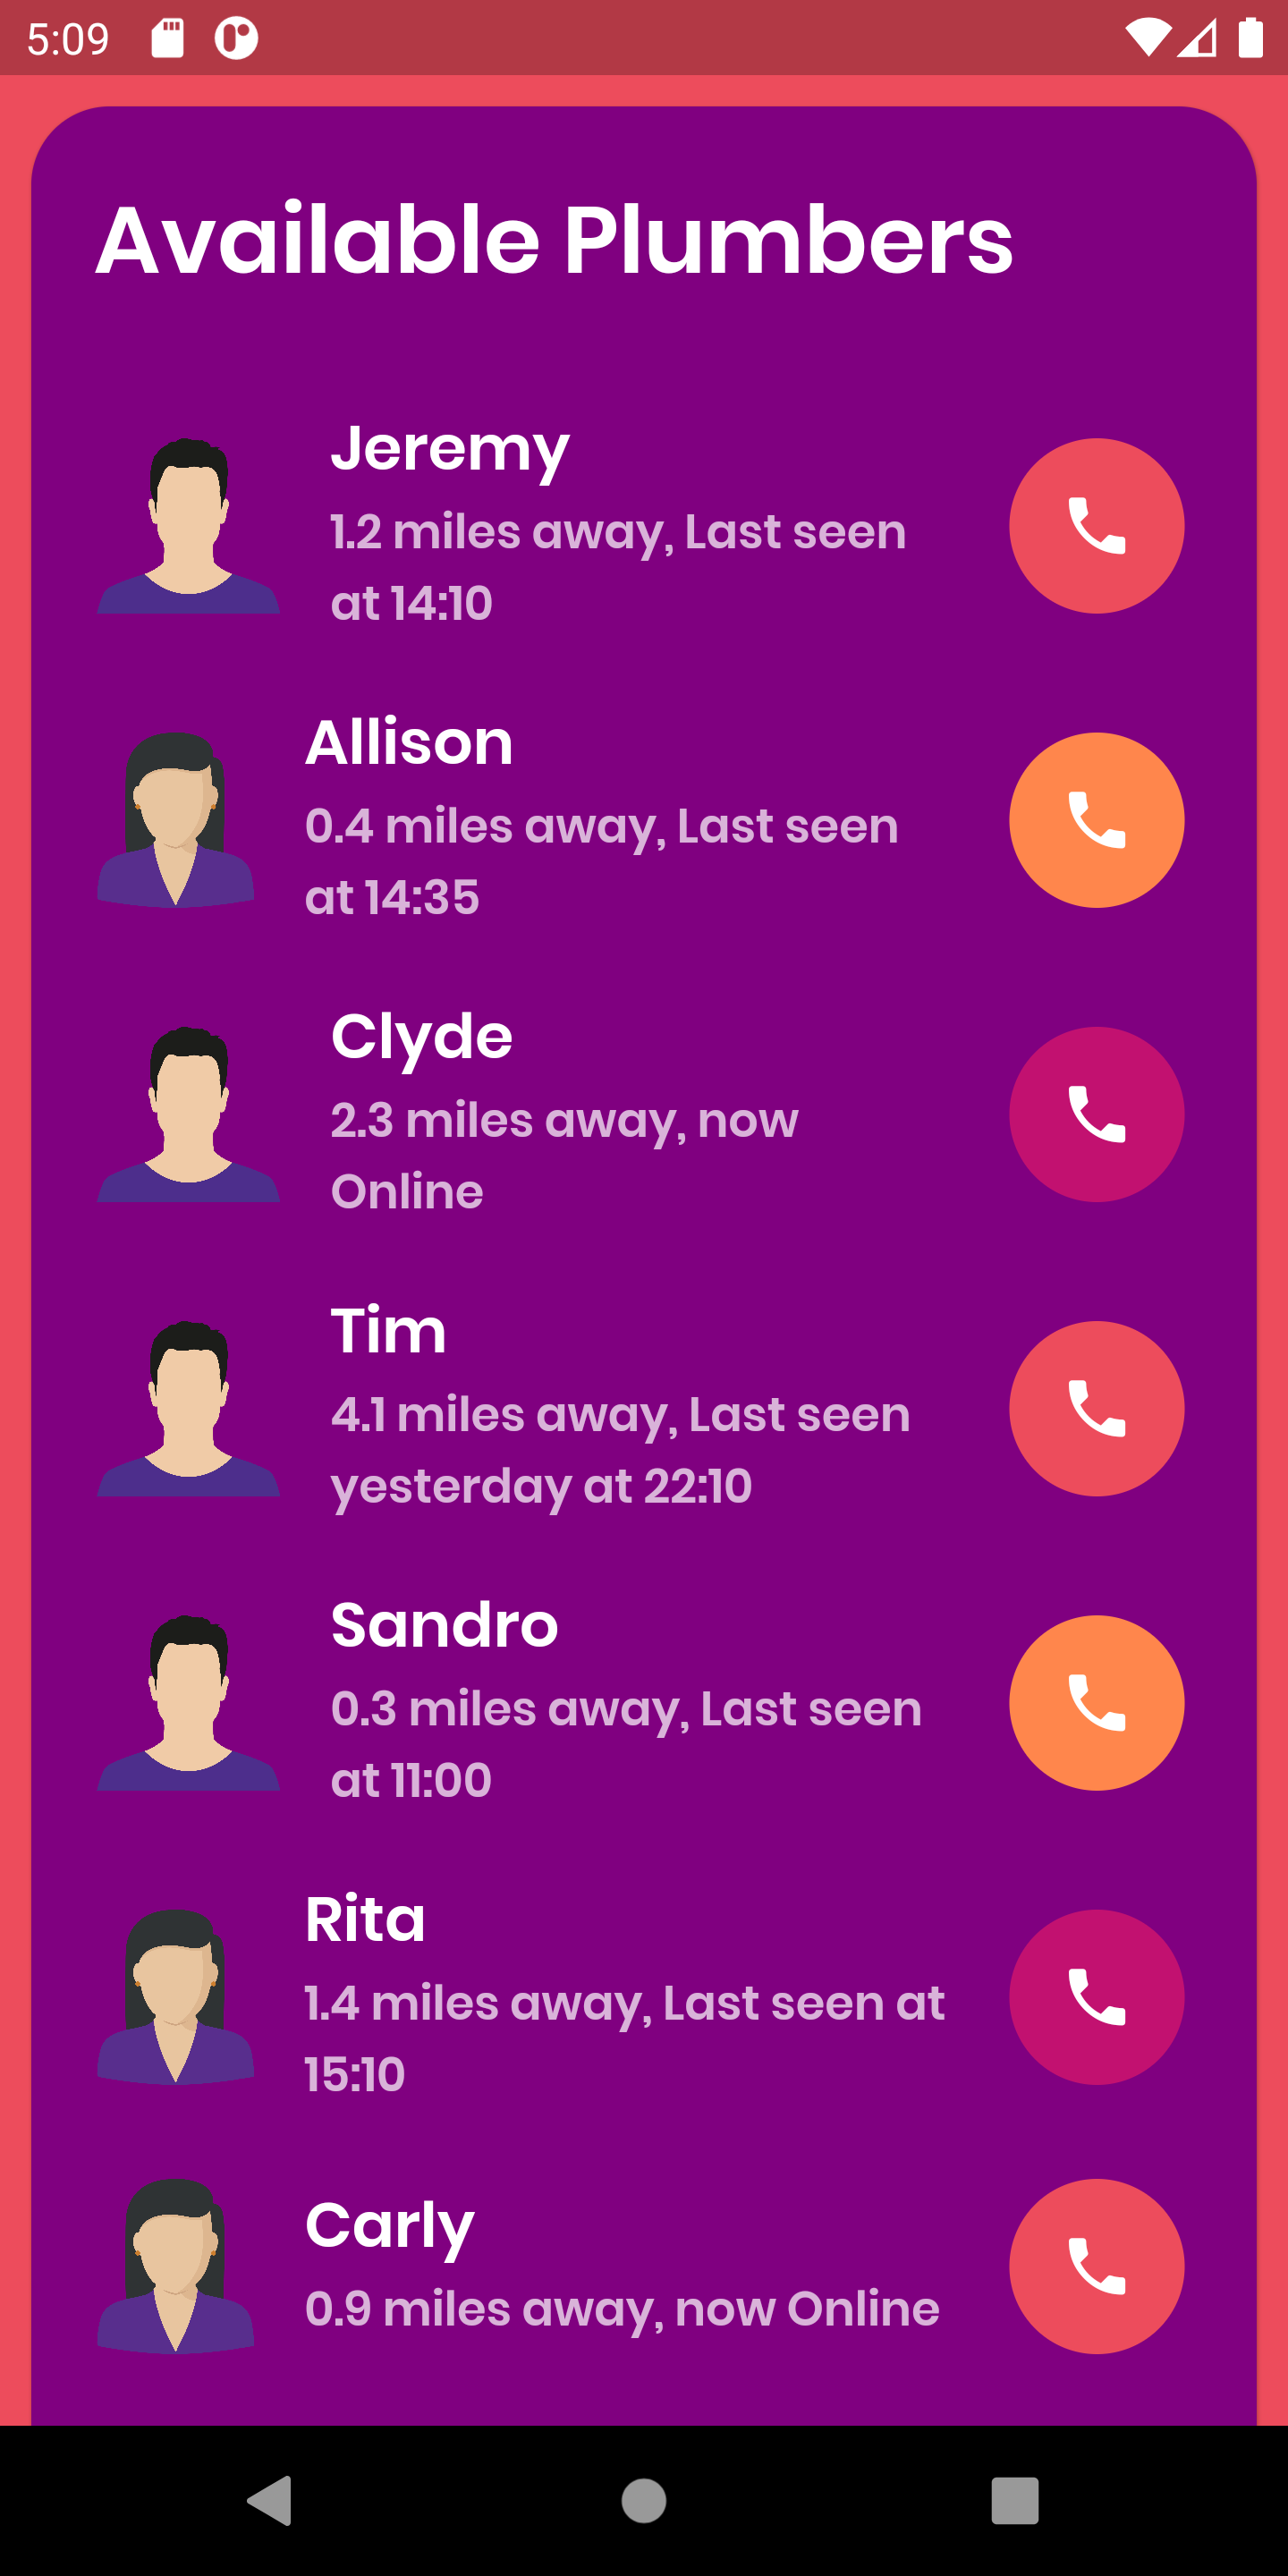 5:09
Available Plumbers
Jeremy
1.2 miles away, Last seen
at 14:10
Allison
0.4 miles away, Last seen
at 14:35
Clyde
2.3 miles away, now
Online
Tim
4.1 miles away, Last seen
yesterday at 22:10
Sandro
0.3 miles away, Last seen
at 11:00
Rita
1.4 miles away, Last seen at
15:10
Carly
0.9 miles away, now Online